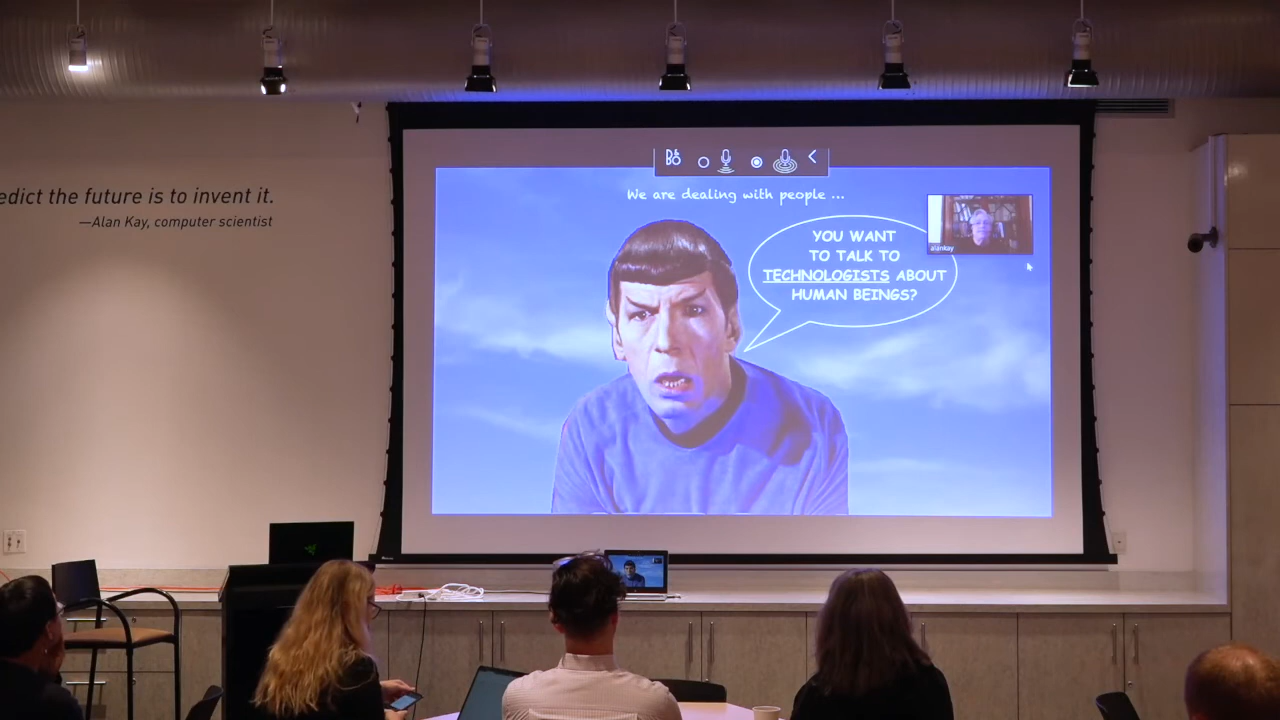 edict the future is to invent it.
—Alan Kay, computer scientist
We are dealing with people ...
YOU WANT
TO TALK TO
TECHNOLOGISTS ABOUT
HUMAN BEINGS?
alankay